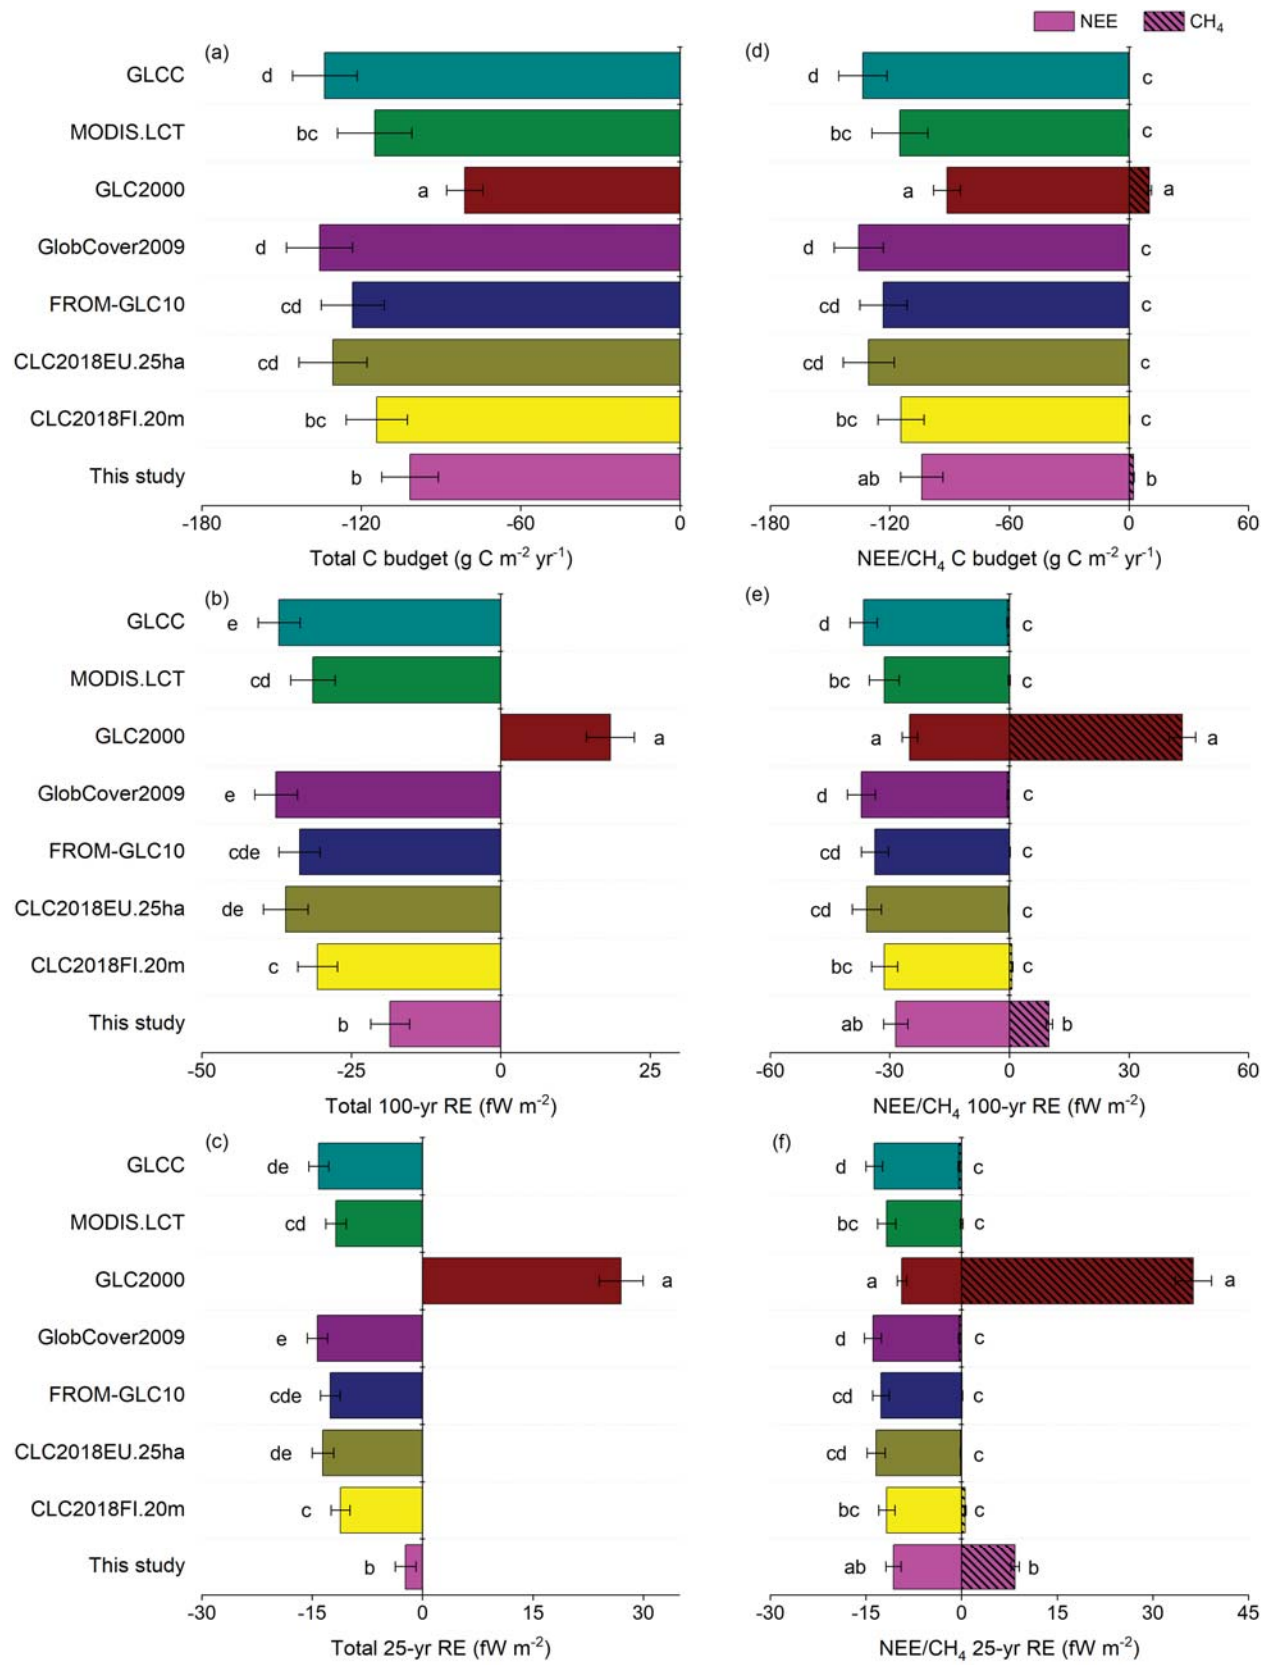 NEE CH₄
(a) (d)
GLCC d d c
MODIS.LCT bc bc c
GLC2000 a a a
GlobCover2009 d d c
FROM-GLC10 cd cd c
CLC2018EU.25ha cd cd c
CLC2018FI.20m bc bc c
This study b ab b
-180 -120 -60 0 -180 -120 -60 0 60
Total C budget (g C m⁻² yr⁻¹) NEE/CH₄ C budget (g C m⁻² yr⁻¹)
(b) (e)
GLCC e d c
MODIS.LCT cd bc c
GLC2000 a a a
GlobCover2009 e d c
FROM-GLC10 cde cd c
CLC2018EU.25ha de cd c
CLC2018FI.20m c bc c
This study b ab b
-50 -25 0 25 -60 -30 0 30 60
Total 100-yr RE (fW m⁻²) NEE/CH₄ 100-yr RE (fW m⁻²)
(c) (f)
GLCC de d c
MODIS.LCT cd bc c
GLC2000 a a a
GlobCover2009 e d c
FROM-GLC10 cde cd c
CLC2018EU.25ha de cd c
CLC2018FI.20m c bc c
This study b ab b
-30 -15 0 15 30 -30 -15 0 15 30 45
Total 25-yr RE (fW m⁻²) NEE/CH₄ 25-yr RE (fW m⁻²)